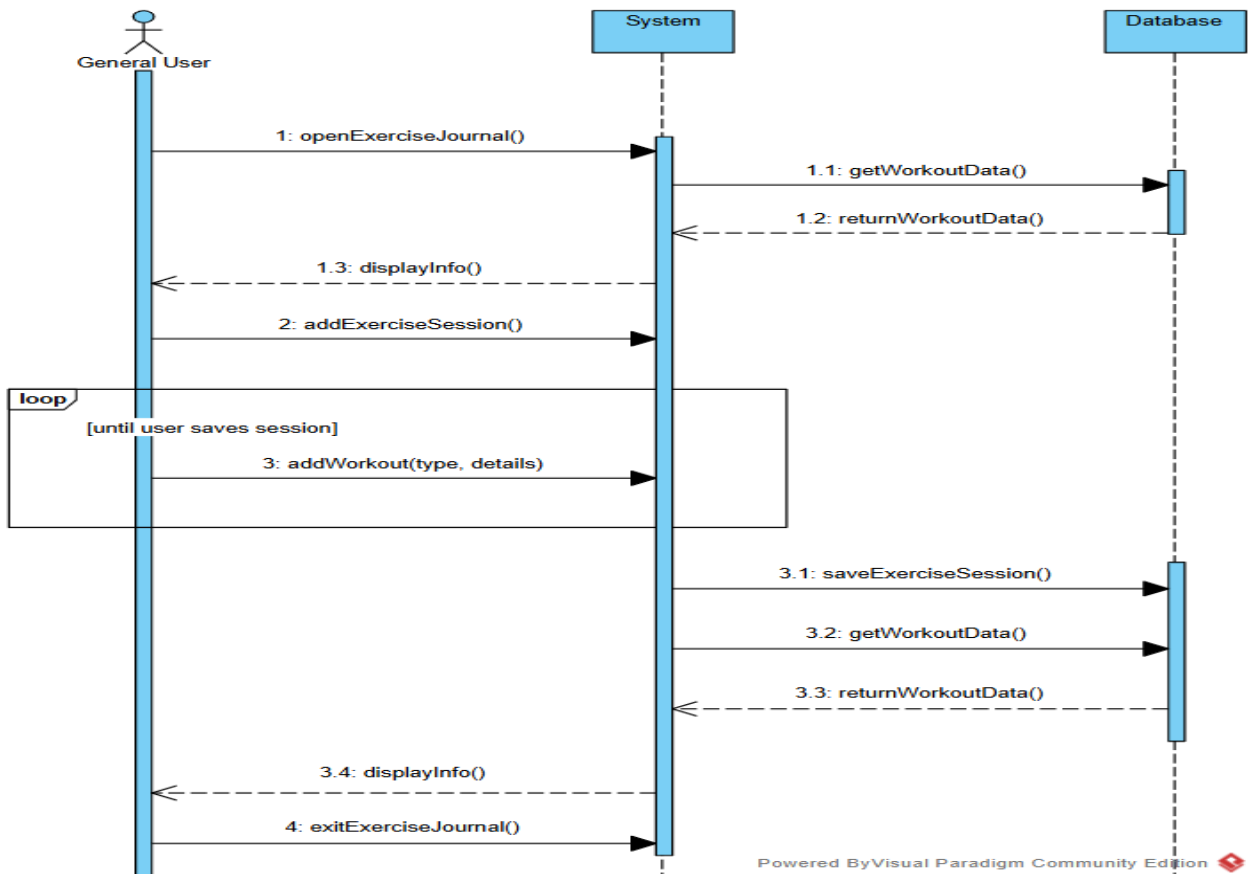 System
Database
General User
1: openExerciseJournal()
1.1: getWorkoutData()
1.2: returnWorkoutData()
1.3: displayInfo()
2: addExerciseSession()
loop
[until user saves session]
3: addWorkout(type, details)
3.1: saveExerciseSession()
3.2: getWorkoutData()
3.3: returnWorkoutData()
3.4: displayInfo()
4: exitExerciseJournal()
Powered ByVisual Paradigm Community Edition